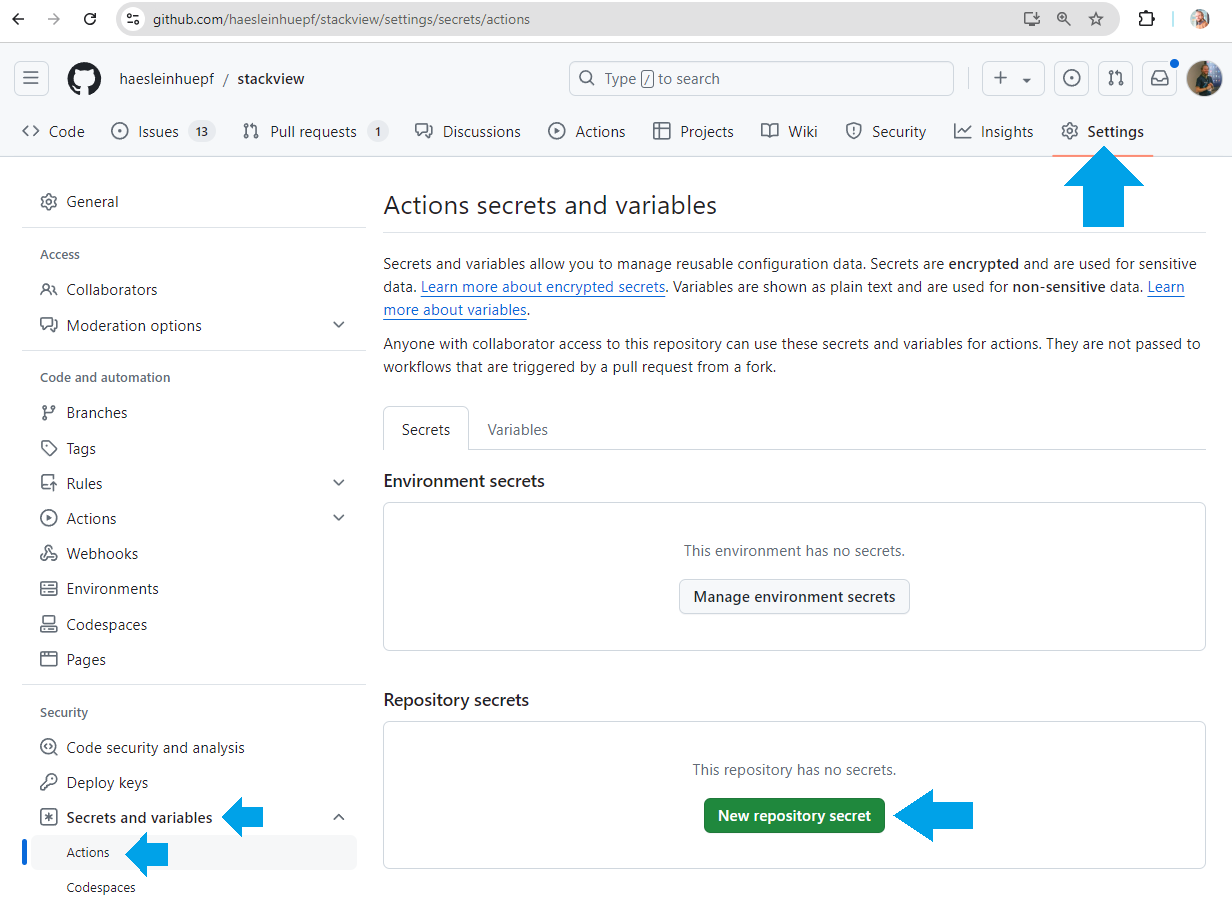 github.com/haesleinhuepf/stackview/settings/secrets/actions
haesleinhuepf / stackview
Type / to search
Code
Issues 13
Pull requests 1
Discussions
Actions
Projects
Wiki
Security
Insights
Settings
General
Access
Collaborators
Moderation options
Code and automation
Branches
Tags
Rules
Actions
Webhooks
Environments
Codespaces
Pages
Security
Code security and analysis
Deploy keys
Secrets and variables
Actions
Codespaces
Actions secrets and variables
Secrets and variables allow you to manage reusable configuration data. Secrets are encrypted and are used for sensitive
data. Learn more about encrypted secrets. Variables are shown as plain text and are used for non-sensitive data. Learn
more about variables.
Anyone with collaborator access to this repository can use these secrets and variables for actions. They are not passed to
workflows that are triggered by a pull request from a fork.
Secrets
Variables
Environment secrets
This environment has no secrets.
Manage environment secrets
Repository secrets
This repository has no secrets.
New repository secret